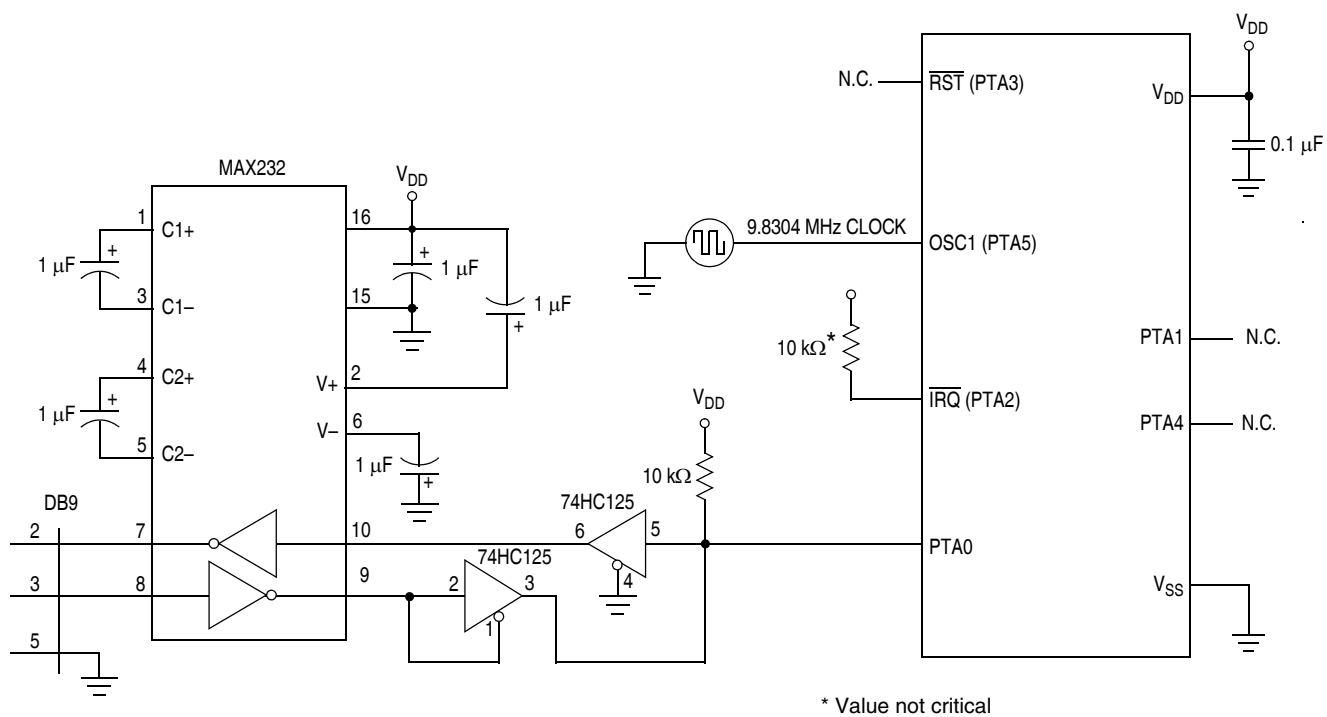 V_DD
N.C.
RST (PTA3)
V_DD
0.1 µF
MAX232
V_DD
1
C1+
16
9.8304 MHz CLOCK
OSC1 (PTA5)
+
1 µF
+
1 µF
1 µF
+
3
C1–
15
10 kΩ*
PTA1
N.C.
4
C2+
V+
2
V_DD
IRQ (PTA2)
+
1 µF
V–
6
PTA4
N.C.
5
C2–
1 µF
+
10 kΩ
DB9
74HC125
2
7
10
6
5
PTA0
4
74HC125
3
8
9
2
3
1
V_SS
5
* Value not critical